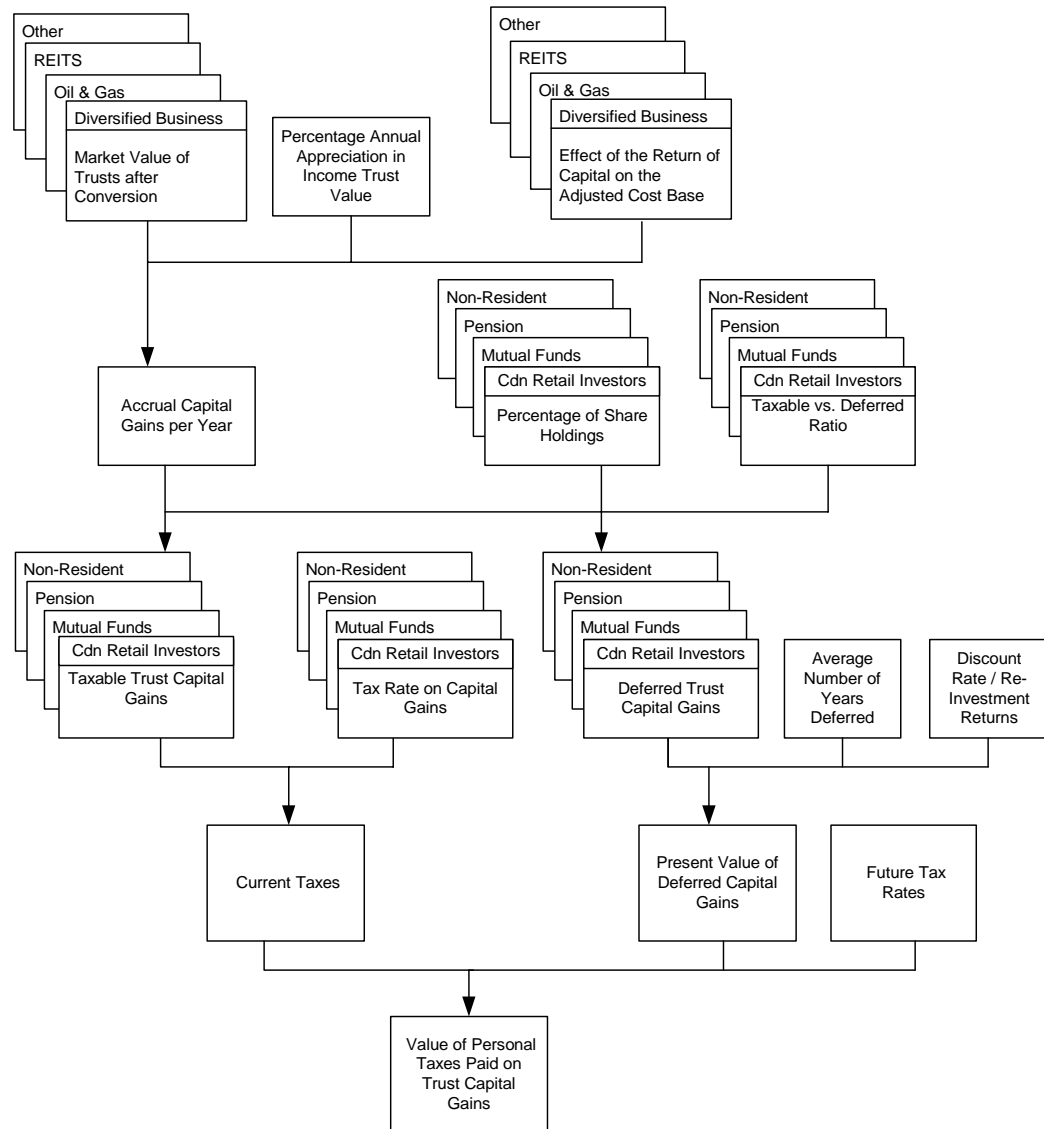 Other
REITS
Oil & Gas
Diversified Business
Market Value of
Trusts after
Conversion
Percentage Annual
Appreciation in
Income Trust
Value
Other
REITS
Oil & Gas
Diversified Business
Effect of the Return of
Capital on the
Adjusted Cost Base
Accrual Capital
Gains per Year
Non-Resident
Pension
Mutual Funds
Cdn Retail Investors
Percentage of Share
Holdings
Non-Resident
Pension
Mutual Funds
Cdn Retail Investors
Taxable vs. Deferred
Ratio
Non-Resident
Pension
Mutual Funds
Cdn Retail Investors
Taxable Trust Capital
Gains
Non-Resident
Pension
Mutual Funds
Cdn Retail Investors
Tax Rate on Capital
Gains
Non-Resident
Pension
Mutual Funds
Cdn Retail Investors
Deferred Trust
Capital Gains
Average
Number of
Years
Deferred
Discount
Rate / Re-
Investment
Returns
Current Taxes
Present Value of
Deferred Capital
Gains
Future Tax
Rates
Value of Personal
Taxes Paid on
Trust Capital
Gains